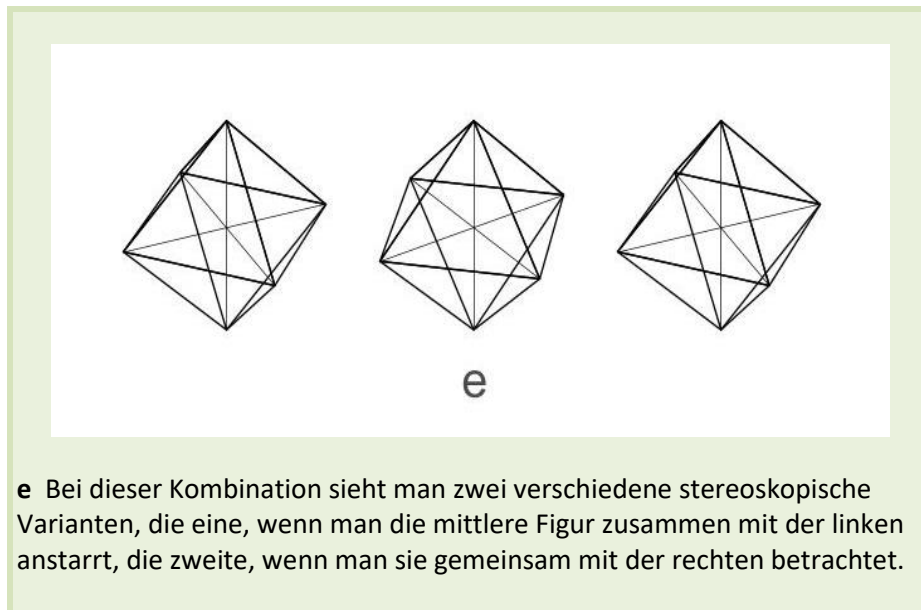 e
e Bei dieser Kombination sieht man zwei verschiedene stereoskopische
Varianten, die eine, wenn man die mittlere Figur zusammen mit der linken
anstarrt, die zweite, wenn man sie gemeinsam mit der rechten betrachtet.